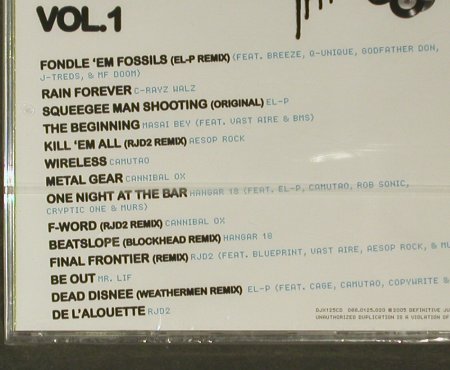 VOL.1
FONDLE 'EM FOSSILS (EL-P REMIX) (FEAT. BREEZE, Q-UNIQUE, GODFATHER DON,
J-TREDS, & MF DOOM)
RAIN FOREVER C-RAYZ WALZ
SQUEEGEE MAN SHOOTING (ORIGINAL) EL-P
THE BEGINNING MASAI BEY (FEAT. VAST AIRE & BMS)
KILL 'EM ALL (RJD2 REMIX) AESOP ROCK
WIRELESS CAMUTAO
METAL GEAR CANNIBAL OX
ONE NIGHT AT THE BAR HANGAR 18 (FEAT. EL-P, CAMUTAO, ROB SONIC,
CRYPTIC ONE & MURS)
F-WORD (RJD2 REMIX) CANNIBAL OX
BEATSLOPE (BLOCKHEAD REMIX) HANGAR 18
FINAL FRONTIER (REMIX) RJD2 (FEAT. BLUEPRINT, VAST AIRE, AESOP ROCK, & MU
BE OUT MR. LIF
DEAD DISNEE (WEATHERMEN REMIX) EL-P (FEAT. CAGE, CAMUTAO, COPYWRITE &
DE L'ALOUETTE RJD2
DJX125CD ©2005 DEFINITIVE JU
UNAUTHORIZED DUPLICATION IS A VIOLATION OF